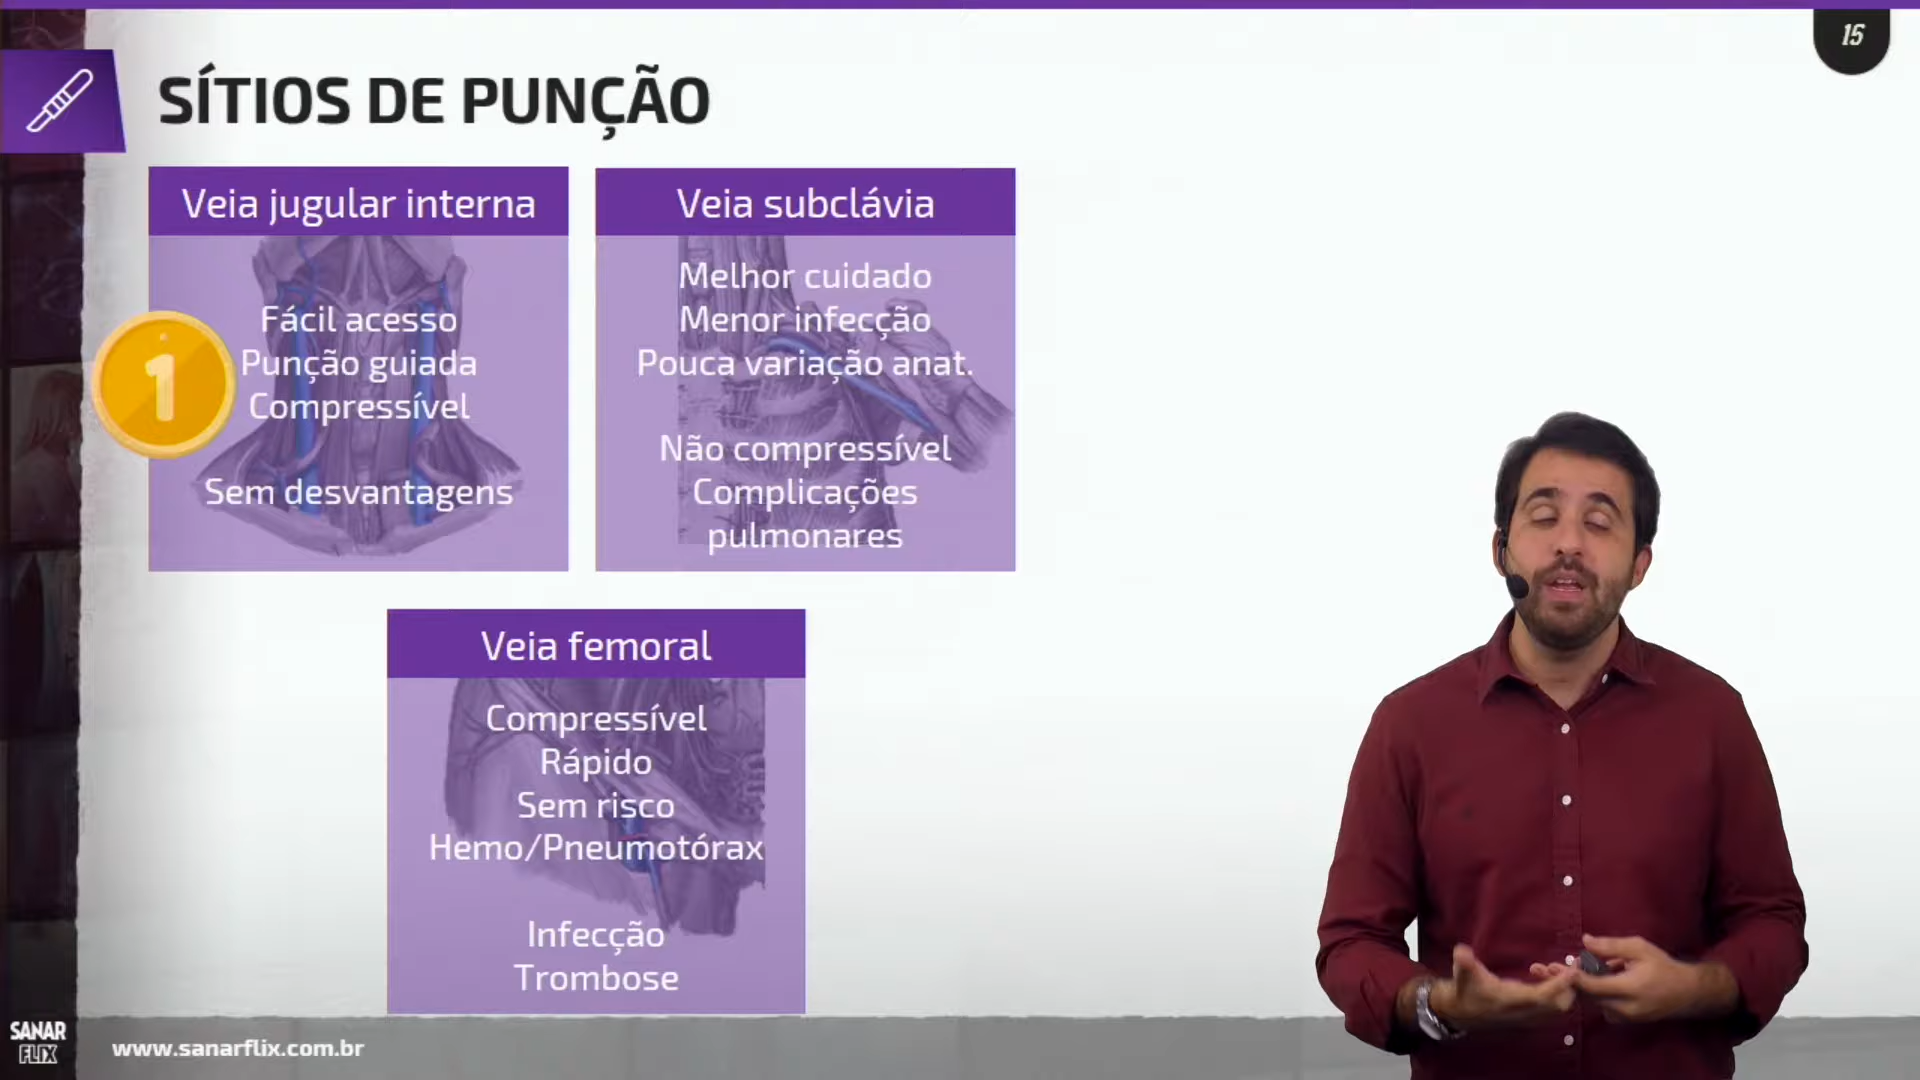 15
SÍTIOS DE PUNÇÃO
Veia jugular interna
Fácil acesso
Punção guiada
Compressível
Sem desvantagens
1
Veia subclávia
Melhor cuidado
Menor infecção
Pouca variação anat.
Não compressível
Complicações
pulmonares
Veia femoral
Compressível
Rápido
Sem risco
Hemo/Pneumotórax
Infecção
Trombose
SANAR
FLIX
www.sanarflix.com.br